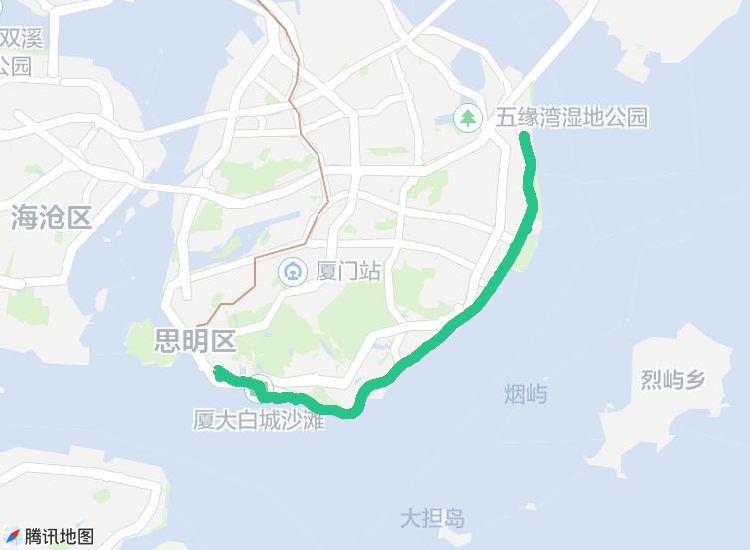 双溪
公园
五缘湾湿地公园
海沧区
厦门站
思明区
烈屿乡
烟屿
厦大白城沙滩
大担岛
腾讯地图